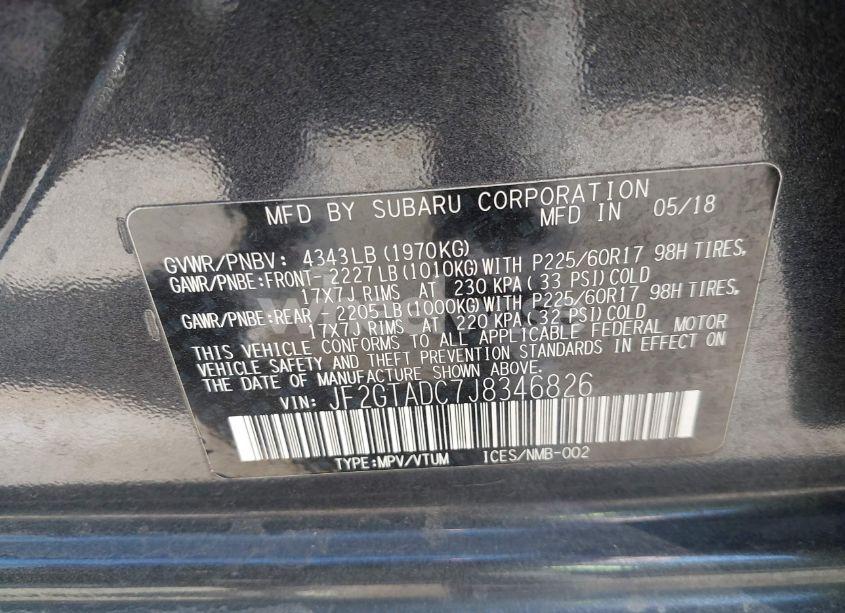 MFD BY SUBARU CORPORATION
MFD IN 05/18
GVWR/PNBV: 4343LB(1970KG)
GAWR/PNBE:FRONT-2227LB(1010KG)WITH P225/60R17 98H TIRES,
17X7J RIMS AT 230 KPA(33 PSI)COLD
GAWR/PNBE:REAR -2205LB(1000KG)WITH P225/60R17 98H TIRES,
17X7J RIMS AT 220 KPA(32 PSI)COLD
THIS VEHICLE CONFORMS TO ALL APPLICABLE FEDERAL MOTOR
VEHICLE SAFETY AND THEFT PREVENTION STANDARDS IN EFFECT ON
THE DATE OF MANUFACTURE SHOWN ABOVE.
VIN: JF2GTADC7J8346826
TYPE:MPV/VTUM ICES/NMB-002